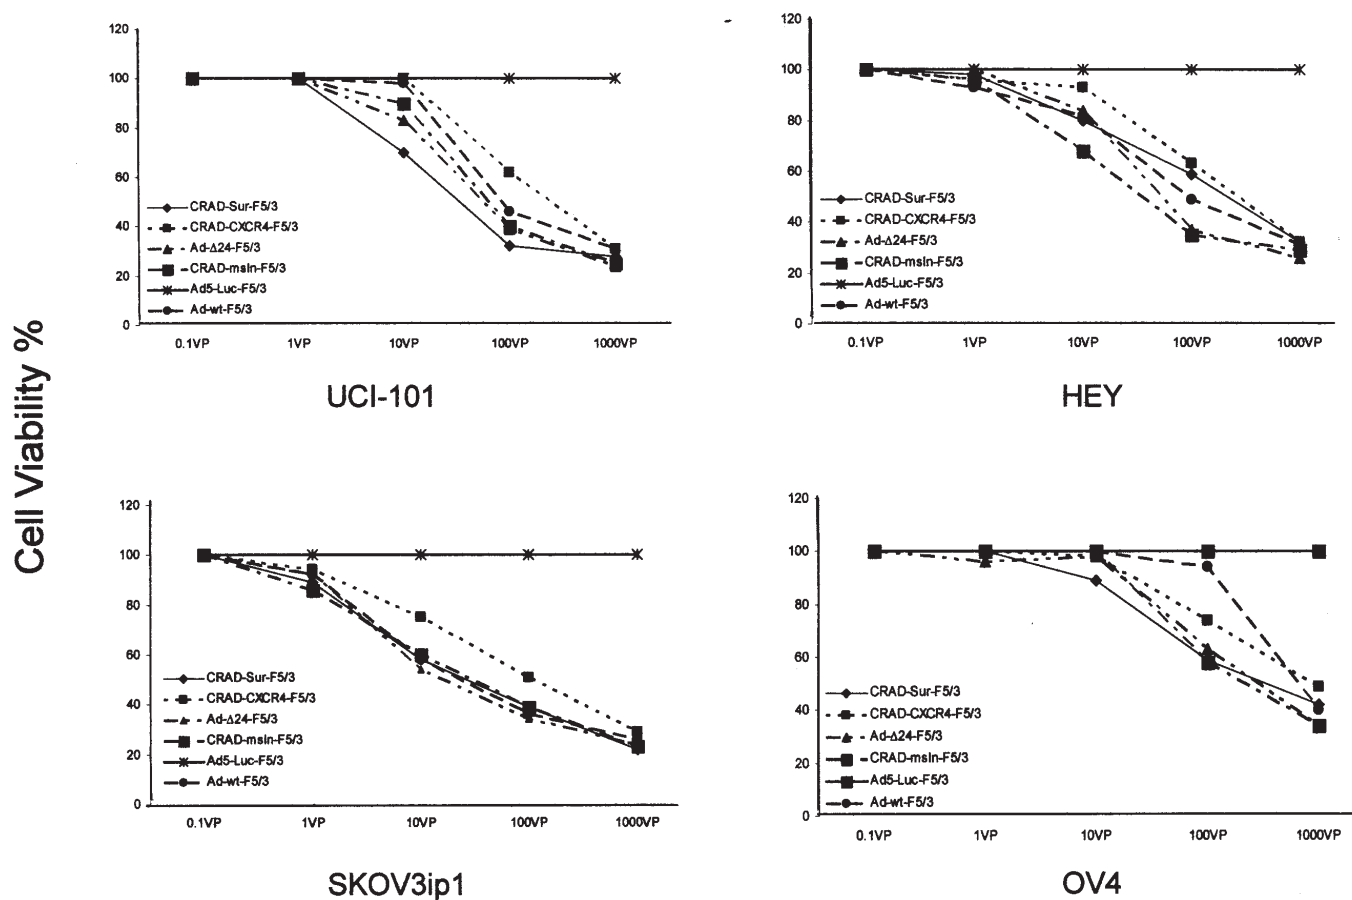 Cell Viability %
120
100
80
60
40
20
0
CRAD-Sur-F5/3
CRAD-CXCR4-F5/3
Ad-Δ24-F5/3
CRAD-msln-F5/3
Ad5-Luc-F5/3
Ad-wt-F5/3
0.1VP 1VP 10VP 100VP 1000VP
UCI-101
120
100
80
60
40
20
0
CRAD-Sur-F5/3
CRAD-CXCR4-F5/3
Ad-Δ24-F5/3
CRAD-msln-F5/3
Ad5-Luc-F5/3
Ad-wt-F5/3
0.1VP 1VP 10VP 100VP 1000VP
HEY
120
100
80
60
40
20
0
CRAD-Sur-F5/3
CRAD-CXCR4-F5/3
Ad-Δ24-F5/3
CRAD-msln-F5/3
Ad5-Luc-F5/3
Ad-wt-F5/3
0.1VP 1VP 10VP 100VP 1000VP
SKOV3ip1
120
100
80
60
40
20
0
CRAD-Sur-F5/3
CRAD-CXCR4-F5/3
Ad-Δ24-F5/3
CRAD-msln-F5/3
Ad5-Luc-F5/3
Ad-wt-F5/3
0.1VP 1VP 10VP 100VP 1000VP
OV4